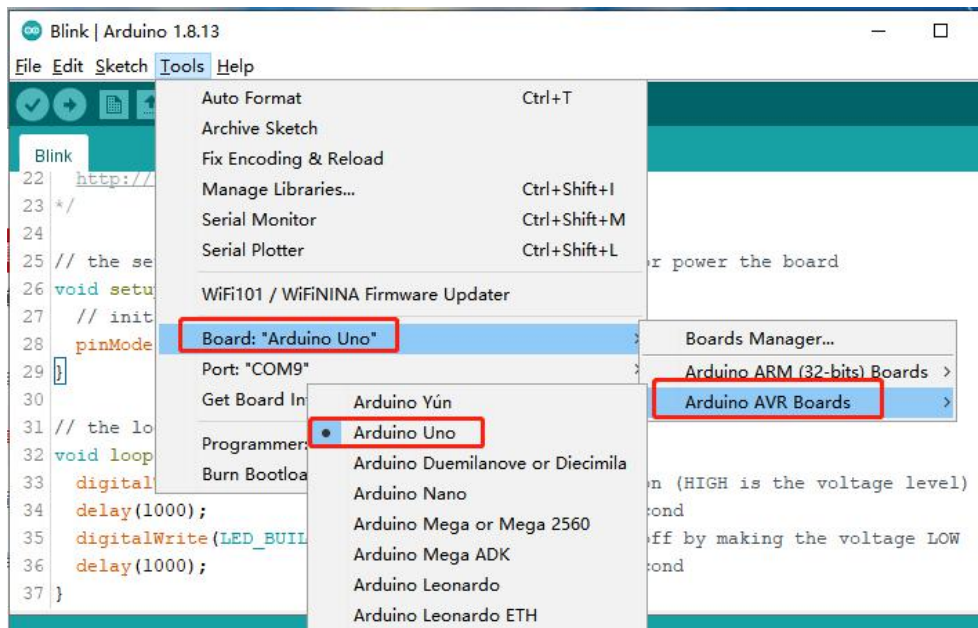 Blink | Arduino 1.8.13
File Edit Sketch Tools Help
Blink
Auto Format Ctrl+T
Archive Sketch
Fix Encoding & Reload
Manage Libraries... Ctrl+Shift+I
Serial Monitor Ctrl+Shift+M
Serial Plotter Ctrl+Shift+L
WiFi101 / WiFiNINA Firmware Updater
Board: "Arduino Uno"
Port: "COM9"
Get Board In
Programmer:
Burn Bootloa
Boards Manager...
Arduino ARM (32-bits) Boards
Arduino AVR Boards
Arduino Yún
Arduino Uno
Arduino Duemilanove or Diecimila
Arduino Nano
Arduino Mega or Mega 2560
Arduino Mega ADK
Arduino Leonardo
Arduino Leonardo ETH
22 http://
23 */
24
25 // the se r power the board
26 void setu
27 // init
28 pinMode
29 }
30
31 // the lo
32 void loop
33 digital n (HIGH is the voltage level)
34 delay(1000); ond
35 digitalWrite(LED_BUIL ff by making the voltage LOW
36 delay(1000); ond
37 }